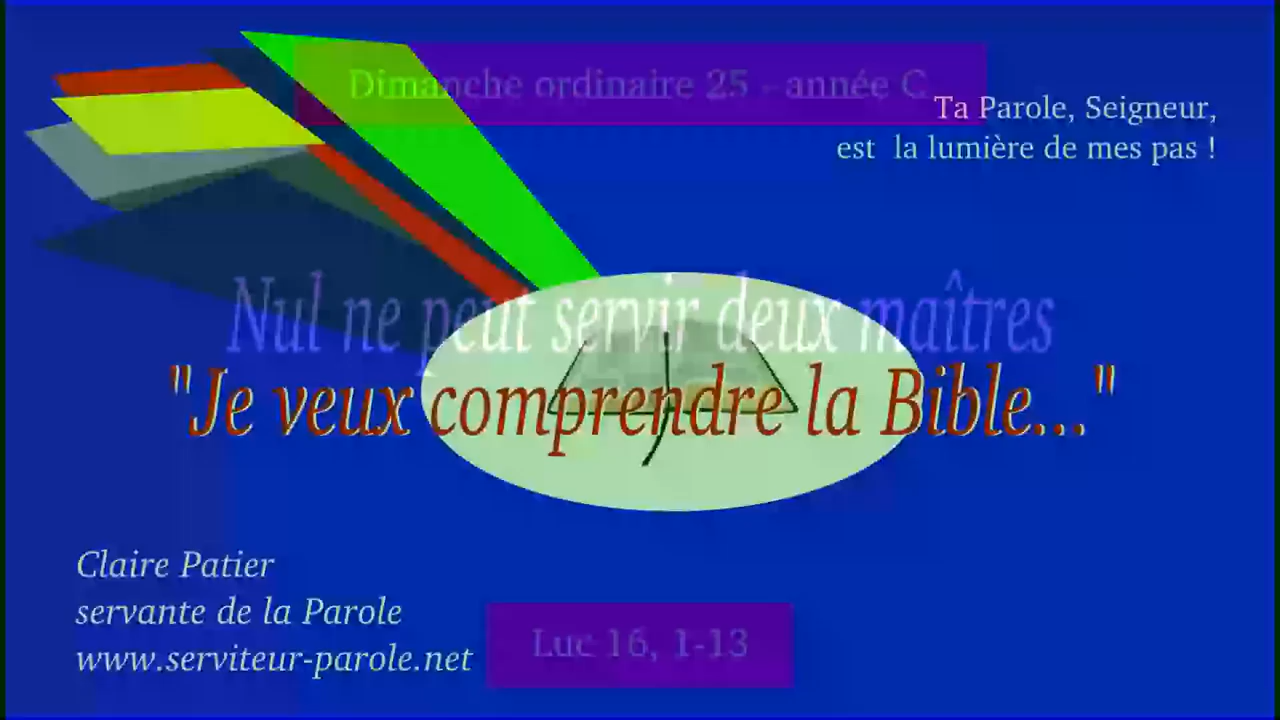 Dimanche ordinaire 25 - année C
Ta Parole, Seigneur,
est la lumière de mes pas !
Nul ne peut servir deux maîtres
"Je veux comprendre la Bible..."
Claire Patier
servante de la Parole
www.serviteur-parole.net
Luc 16, 1-13